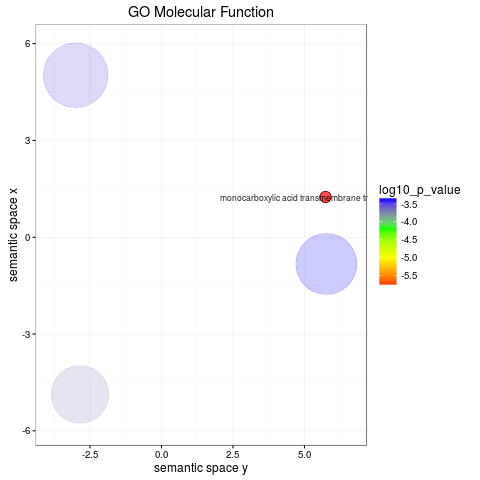 GO Molecular Function
6
3
0
-3
-6
semantic space x
monocarboxylic acid transmembrane tr
-2.5 0.0 2.5 5.0
semantic space y
log10_p_value
-3.5
-4.0
-4.5
-5.0
-5.5